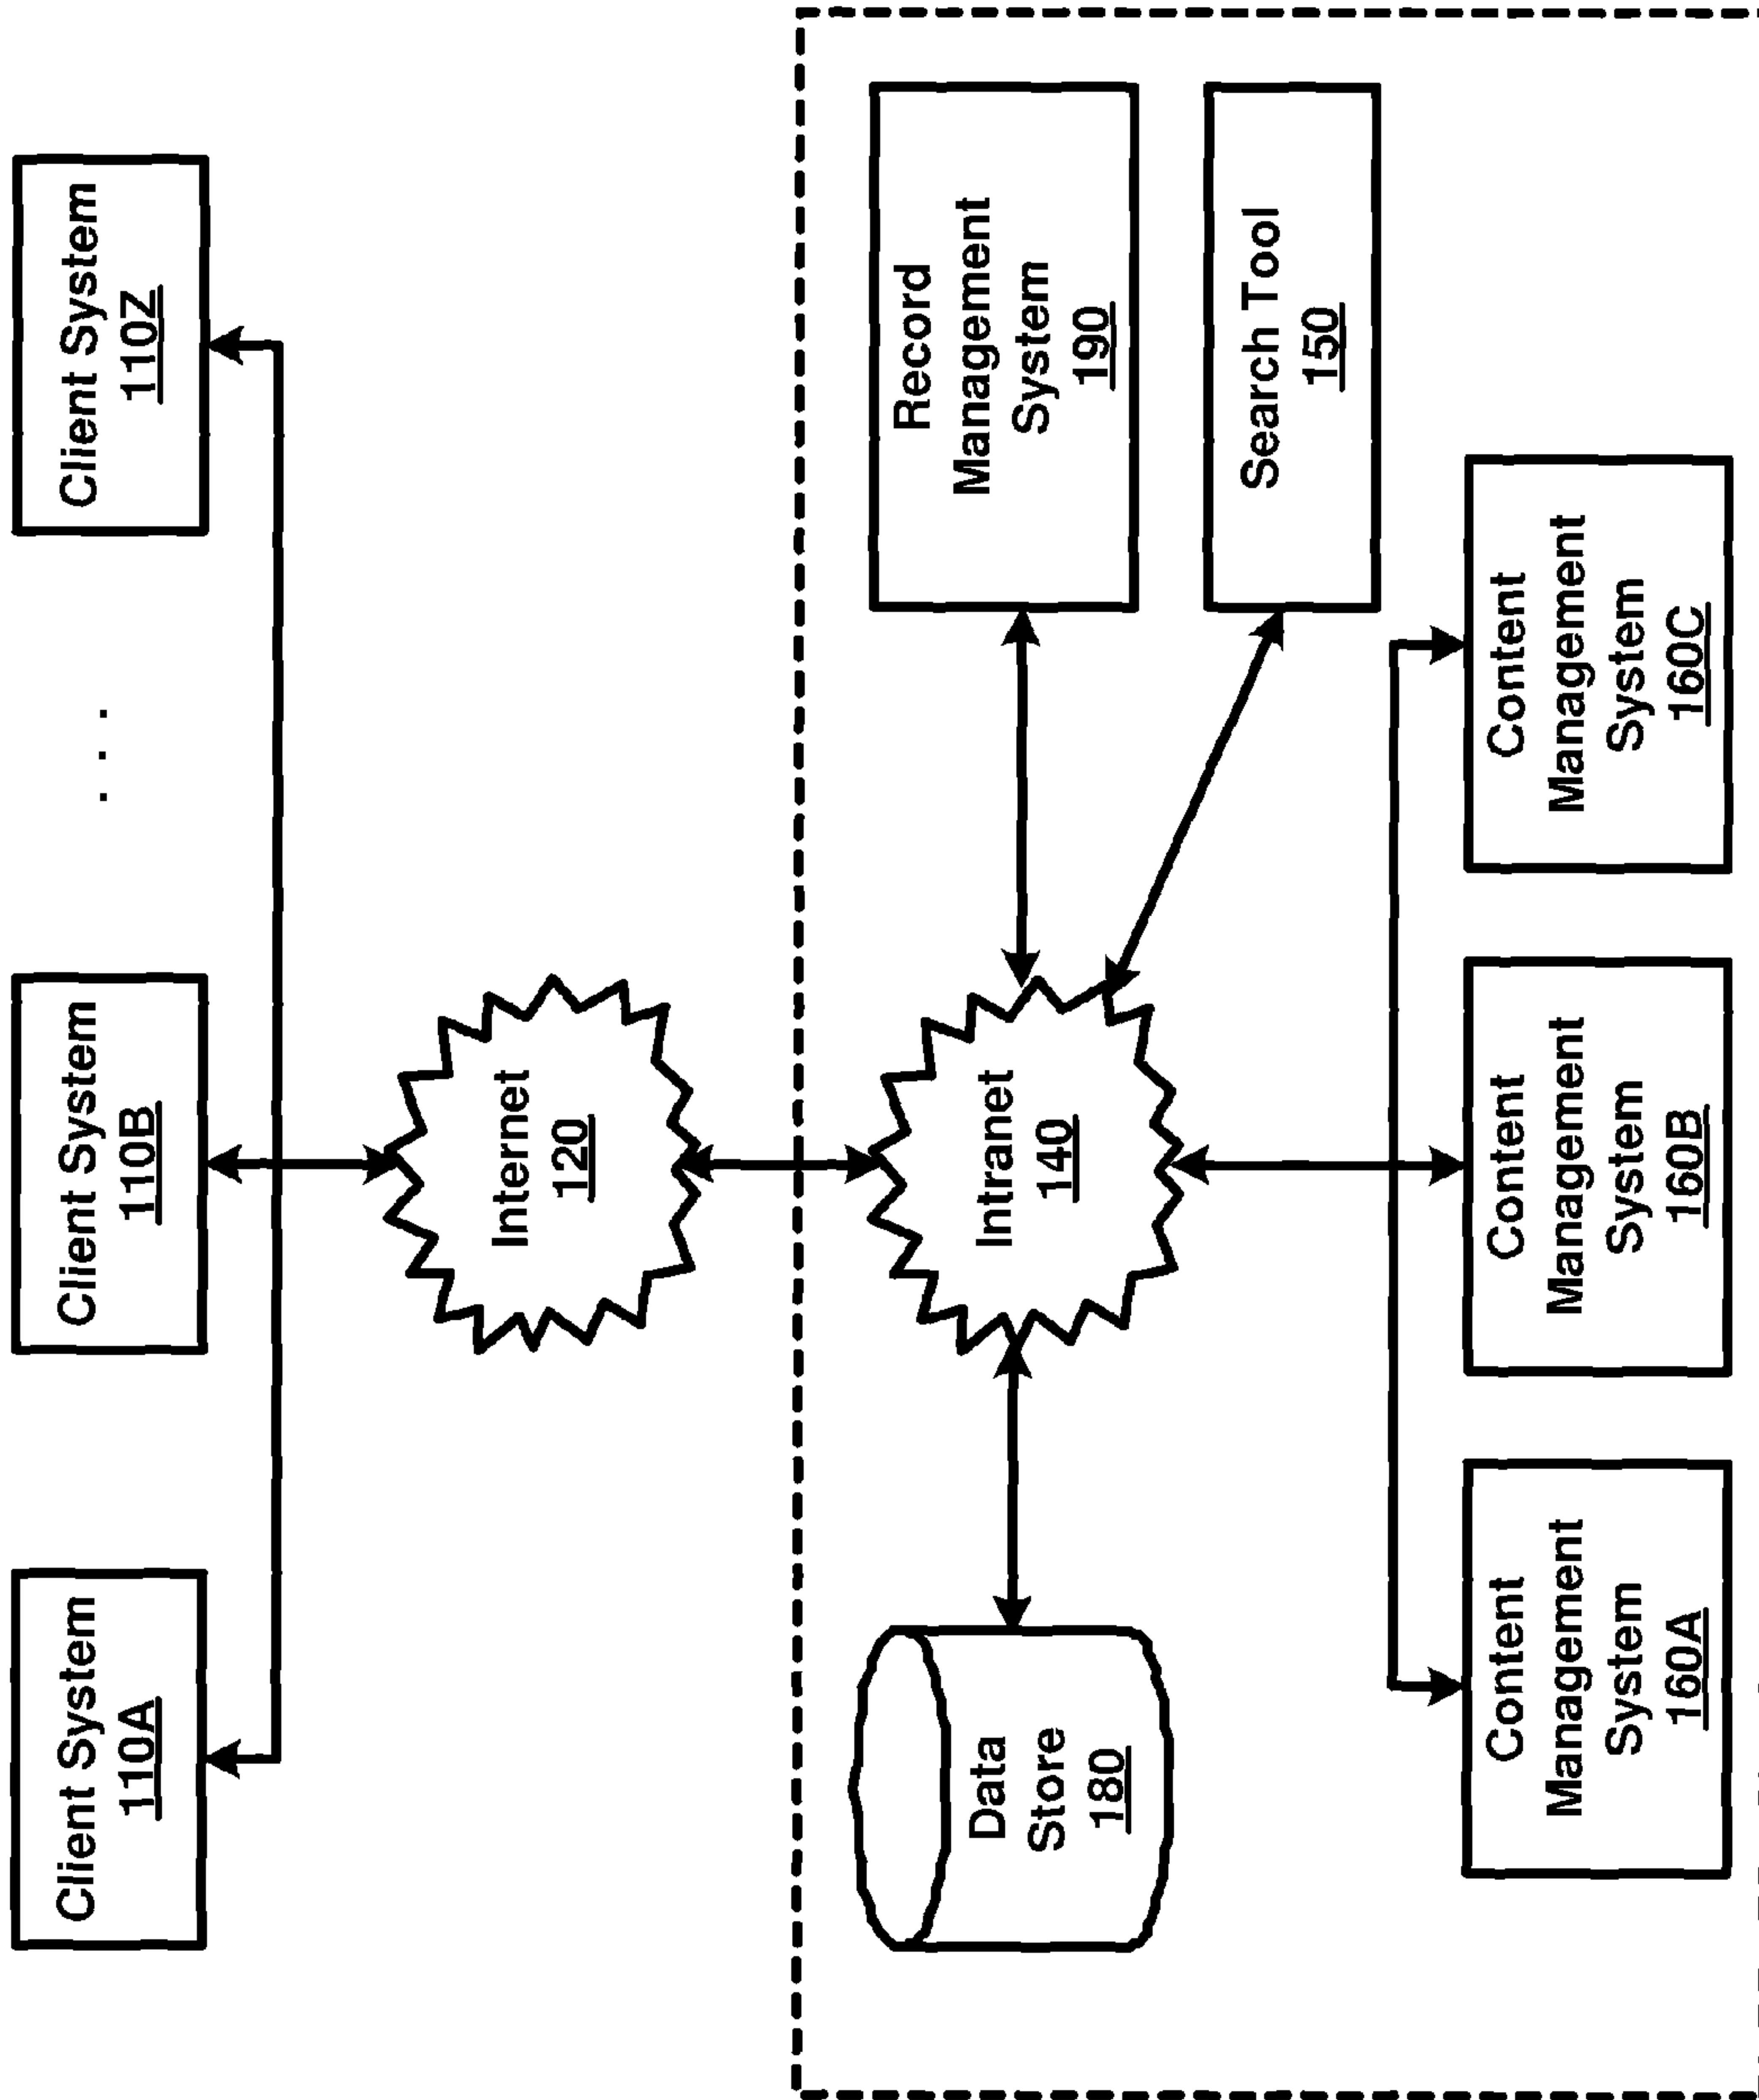 Client System
110A
Client System
110B
. . .
Client System
110Z
Internet
120
Data
Store
180
Intranet
140
Record
Management
System
190
Search Tool
150
Content
Management
System
160A
Content
Management
System
160B
Content
Management
System
160C